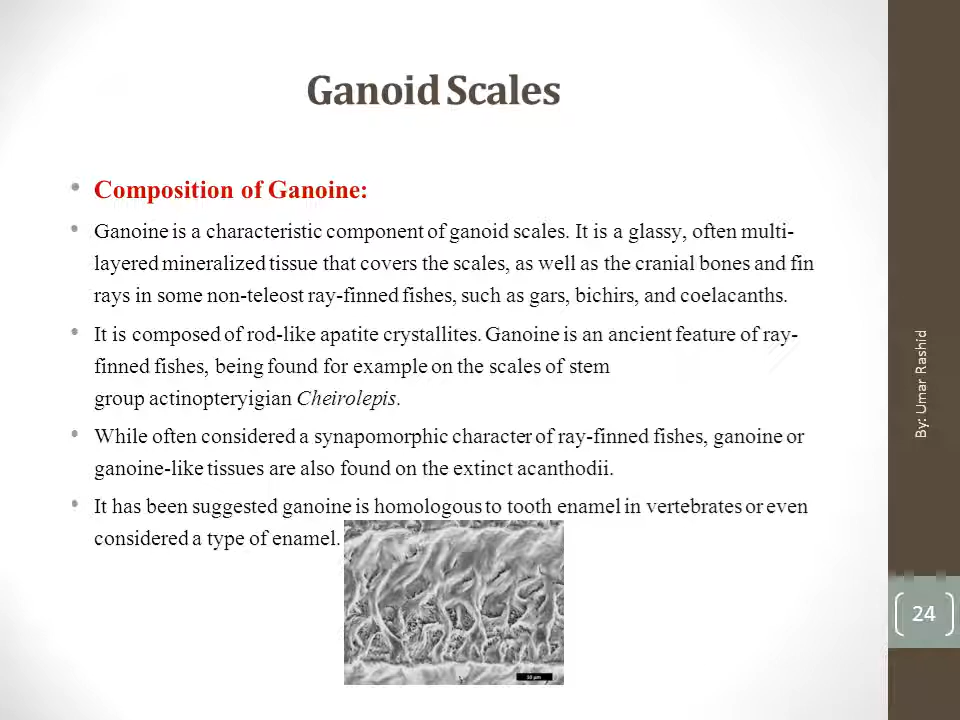 Ganoid Scales
• Composition of Ganoine:
• Ganoine is a characteristic component of ganoid scales. It is a glassy, often multi-
layered mineralized tissue that covers the scales, as well as the cranial bones and fin
rays in some non-teleost ray-finned fishes, such as gars, bichirs, and coelacanths.
• It is composed of rod-like apatite crystallites. Ganoine is an ancient feature of ray-
finned fishes, being found for example on the scales of stem
group actinopteryigian Cheirolepis.
• While often considered a synapomorphic character of ray-finned fishes, ganoine or
ganoine-like tissues are also found on the extinct acanthodii.
• It has been suggested ganoine is homologous to tooth enamel in vertebrates or even
considered a type of enamel.
By: Umar Rashid
24